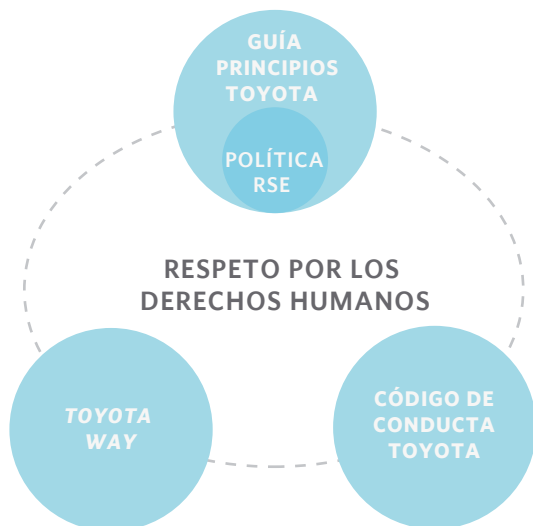 GUÍA
PRINCIPIOS
TOYOTA
POLÍTICA
RSE
RESPETO POR LOS
DERECHOS HUMANOS
TOYOTA
WAY
CÓDIGO DE
CONDUCTA
TOYOTA